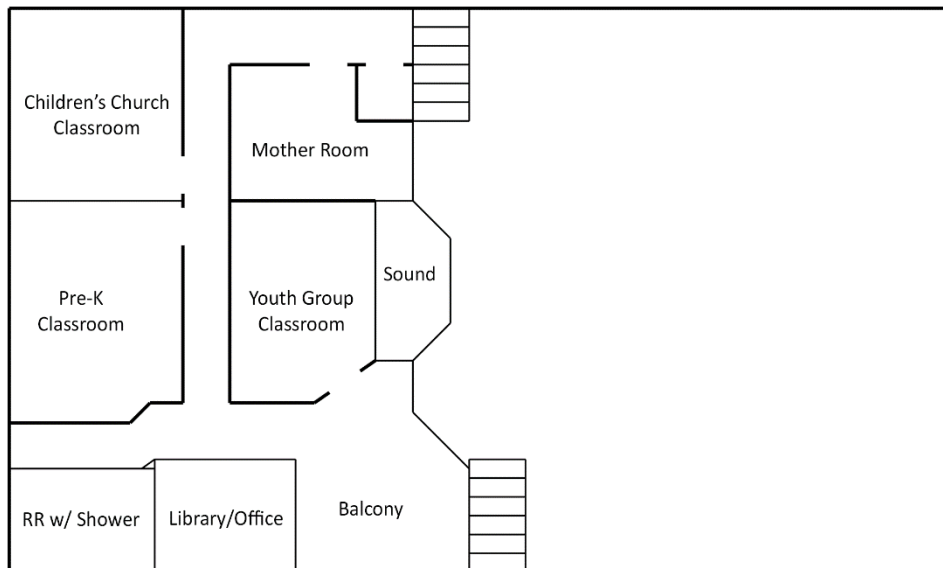 Children's Church
Classroom
Mother Room
Pre-K
Classroom
Youth Group
Classroom
Sound
RR w/ Shower
Library/Office
Balcony